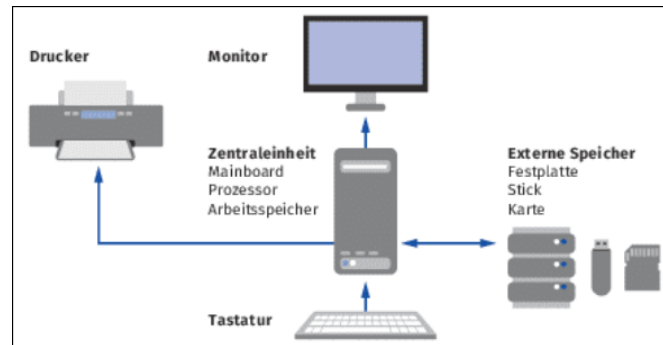 Drucker
Monitor
Zentraleinheit
Mainboard
Prozessor
Arbeitsspeicher
Externe Speicher
Festplatte
Stick
Karte
Tastatur